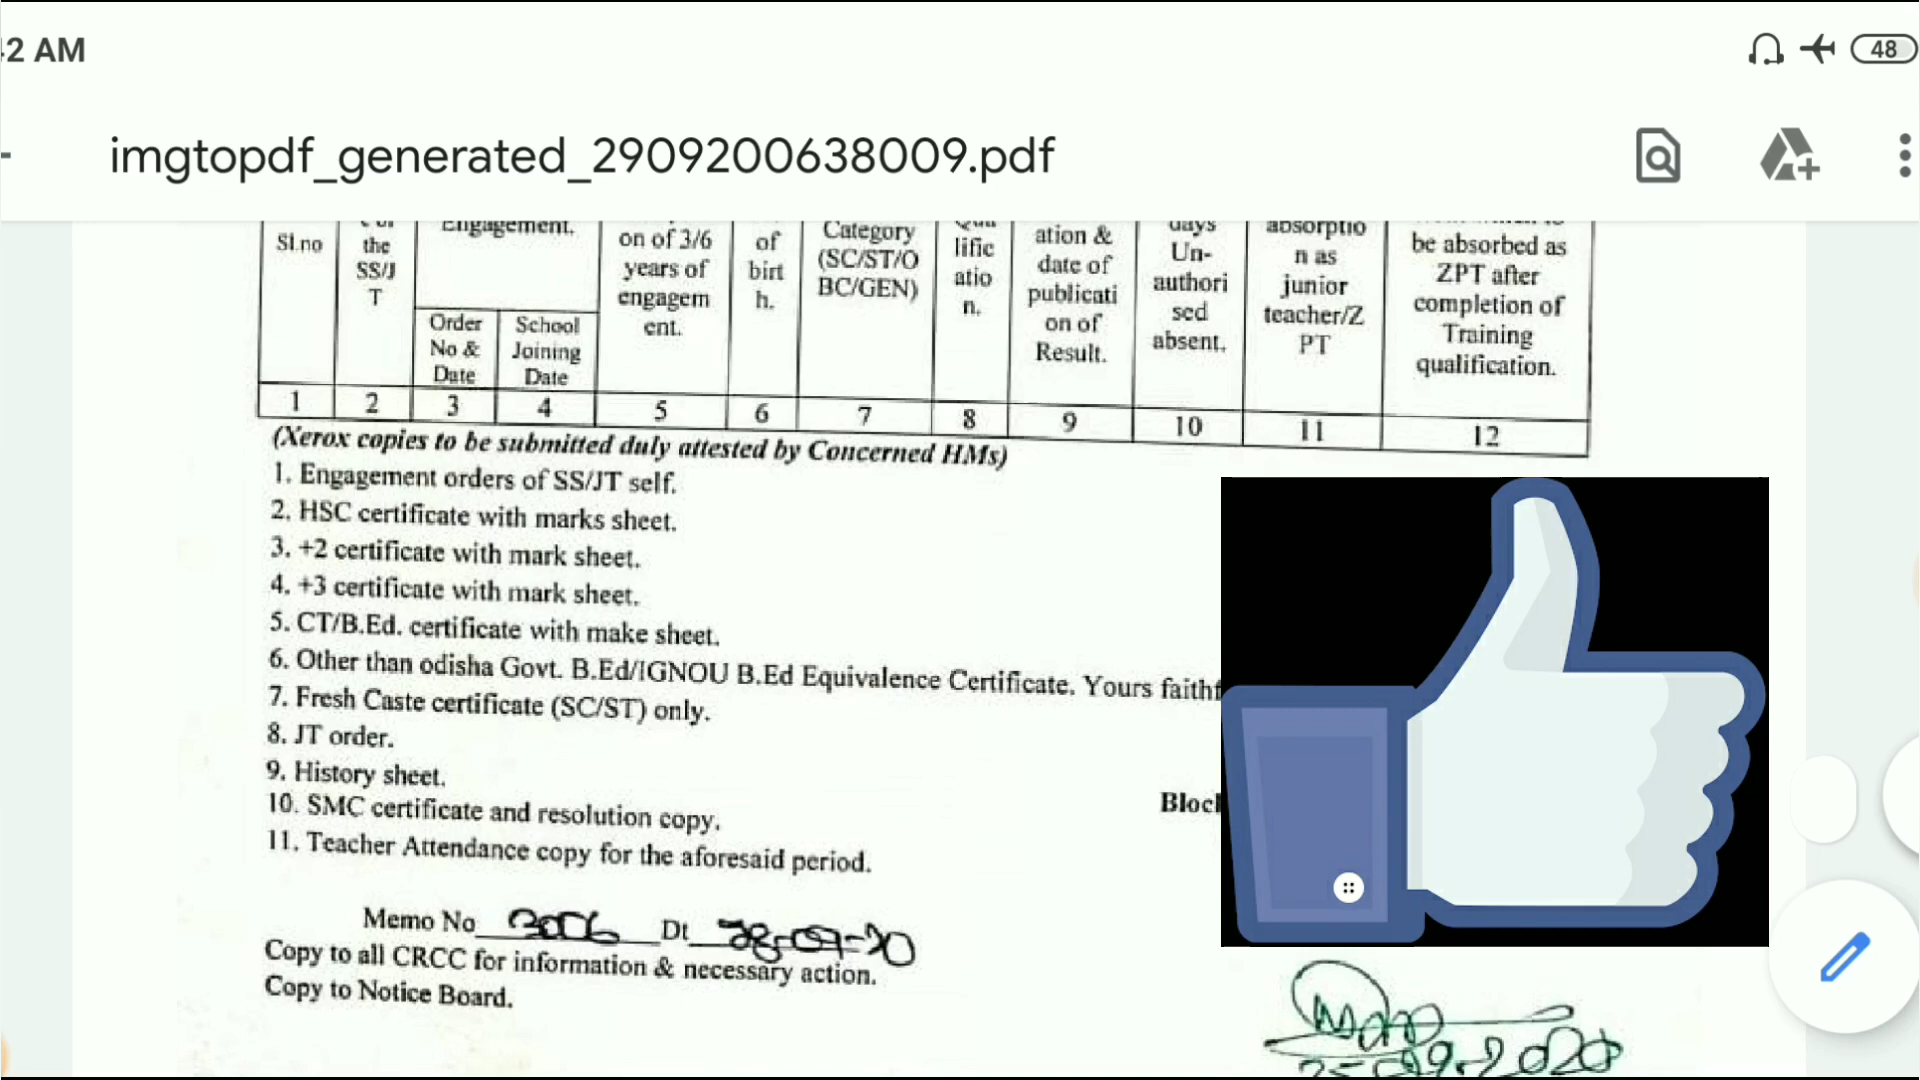 2 AM
48
imgtopdf_generated_2909200638009.pdf
Sl.no
the
SS/J
T
Engagement.
Order
No &
Date
School
Joining
Date
on of 3/6
years of
engagem
ent.
of
birt
h.
Category
(SC/ST/O
BC/GEN)
lific
atio
n.
ation &
date of
publicati
on of
Result.
days
Un-
authori
sed
absent.
absorptio
n as
junior
teacher/Z
PT
be absorbed as
ZPT after
completion of
Training
qualification.
1 2 3 4 5 6 7 8 9 10 11 12
(Xerox copies to be submitted duly attested by Concerned HMs)
1. Engagement orders of SS/JT self.
2. HSC certificate with marks sheet.
3. +2 certificate with mark sheet.
4. +3 certificate with mark sheet.
5. CT/B.Ed. certificate with make sheet.
6. Other than odisha Govt. B.Ed/IGNOU B.Ed Equivalence Certificate. Yours faithf
7. Fresh Caste certificate (SC/ST) only.
8. JT order.
9. History sheet.
10. SMC certificate and resolution copy.
Block
11. Teacher Attendance copy for the aforesaid period.
Memo No Dt
Copy to all CRCC for information & necessary action.
Copy to Notice Board.